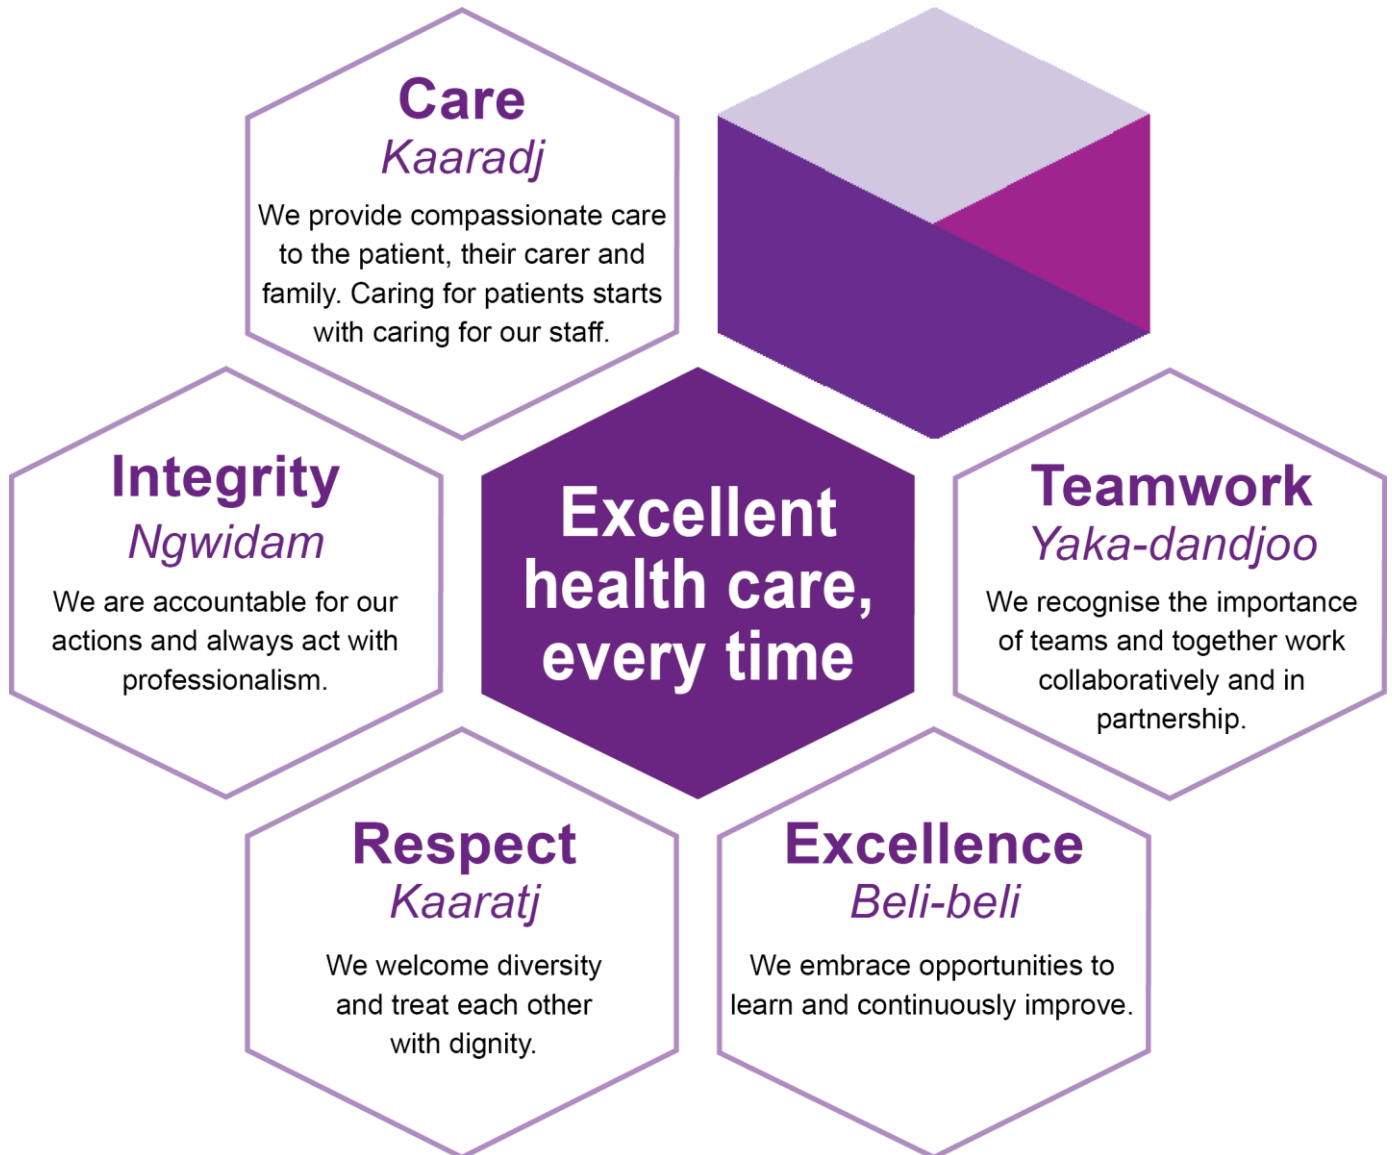 Care
Kaaradj
We provide compassionate care
to the patient, their carer and
family. Caring for patients starts
with caring for our staff.
Integrity
Ngwidam
We are accountable for our
actions and always act with
professionalism.
Excellent
health care,
every time
Teamwork
Yaka-dandjoo
We recognise the importance
of teams and together work
collaboratively and in
partnership.
Respect
Kaaratj
We welcome diversity
and treat each other
with dignity.
Excellence
Beli-beli
We embrace opportunities to
learn and continuously improve.